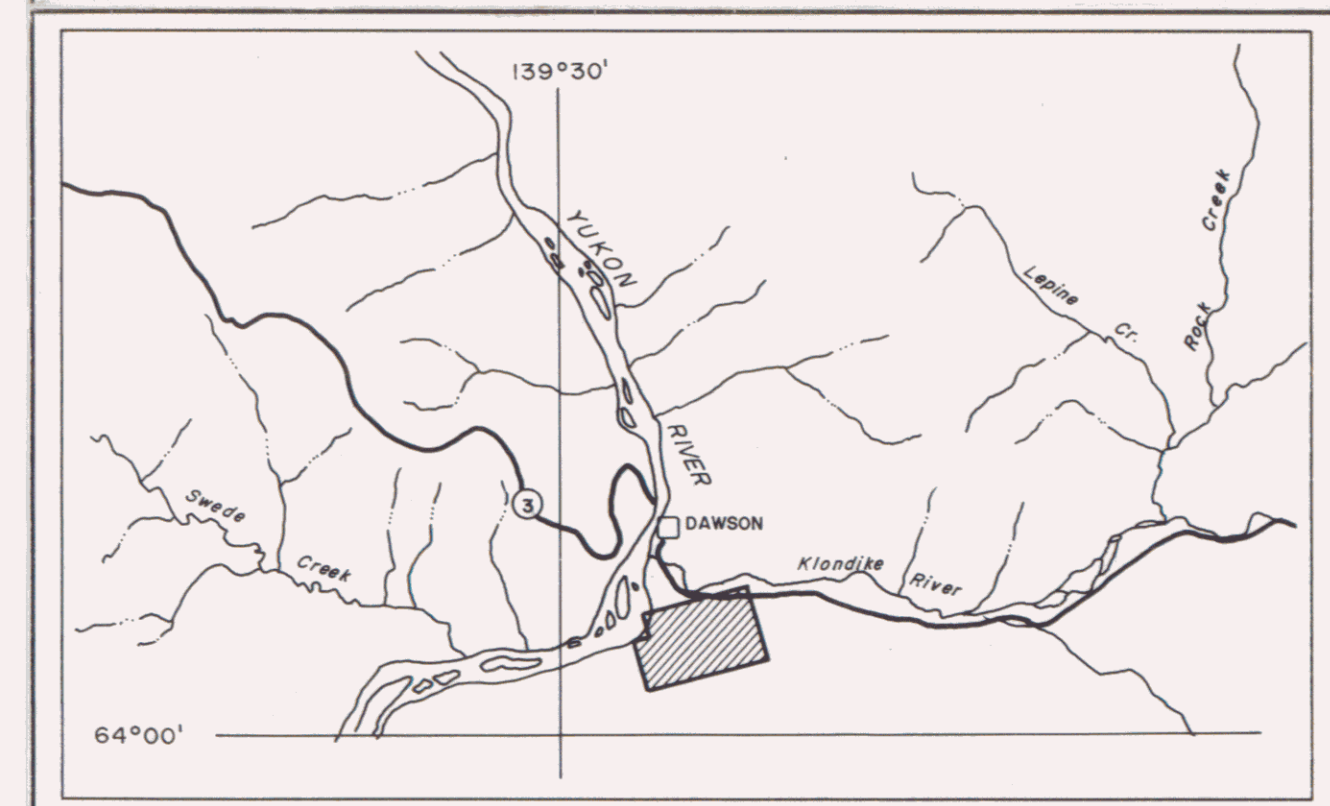 139°30'
YUKON
RIVER
Creek
Rock
Lepine
Cr.
Swede
Creek
3
DAWSON
Klondike
River
64°00'